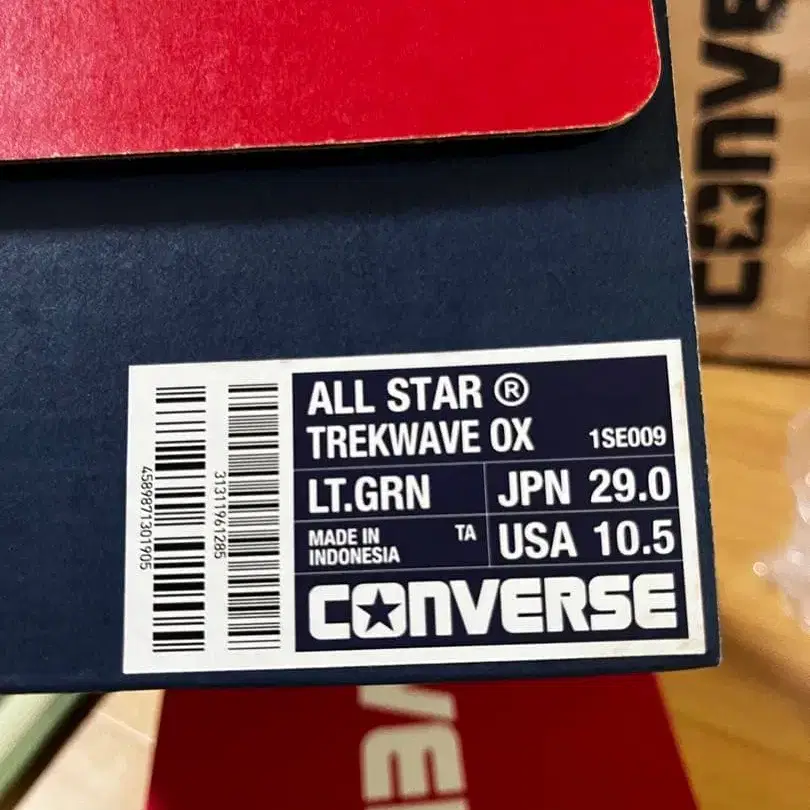 CONVE
4589871301905
31311961285
ALL STAR ®
TREKWAVE OX 1SE009
LT.GRN JPN 29.0
MADE IN INDONESIA TA USA 10.5
CONVERSE
VE